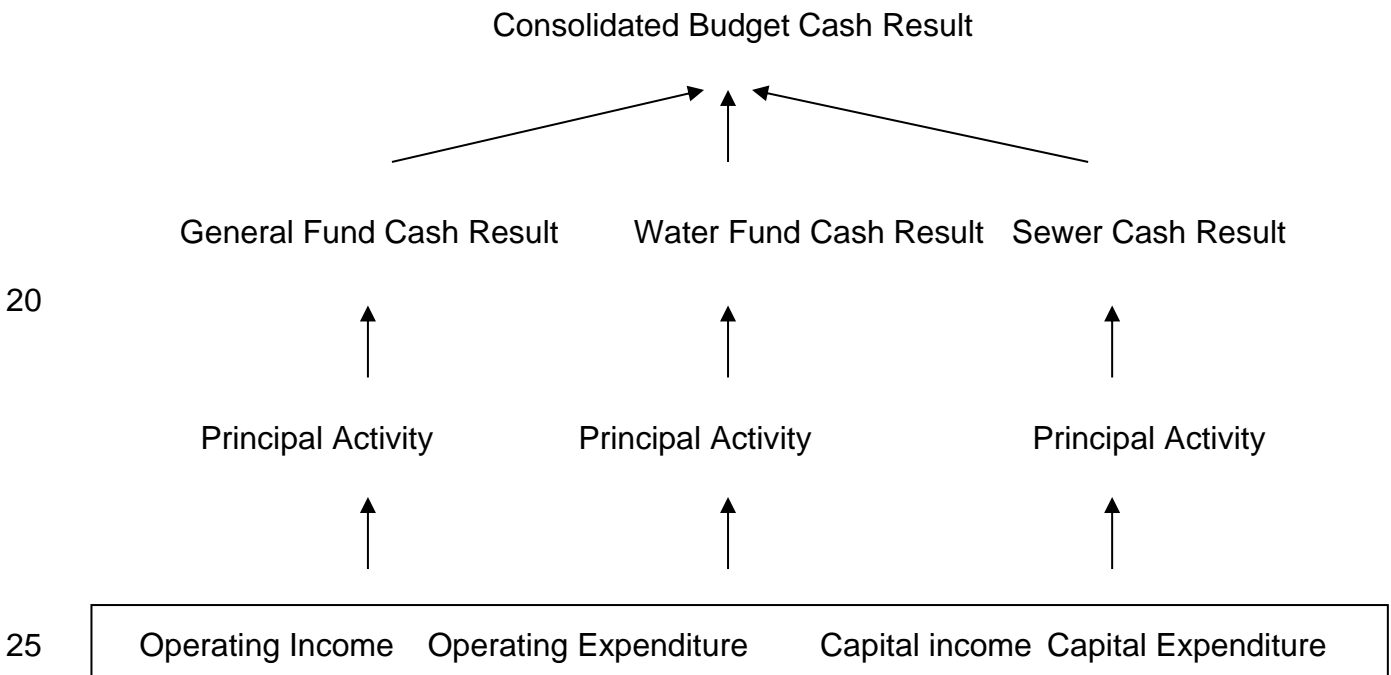 Consolidated Budget Cash Result
General Fund Cash Result Water Fund Cash Result Sewer Cash Result
20
Principal Activity Principal Activity Principal Activity
25 Operating Income Operating Expenditure Capital income Capital Expenditure